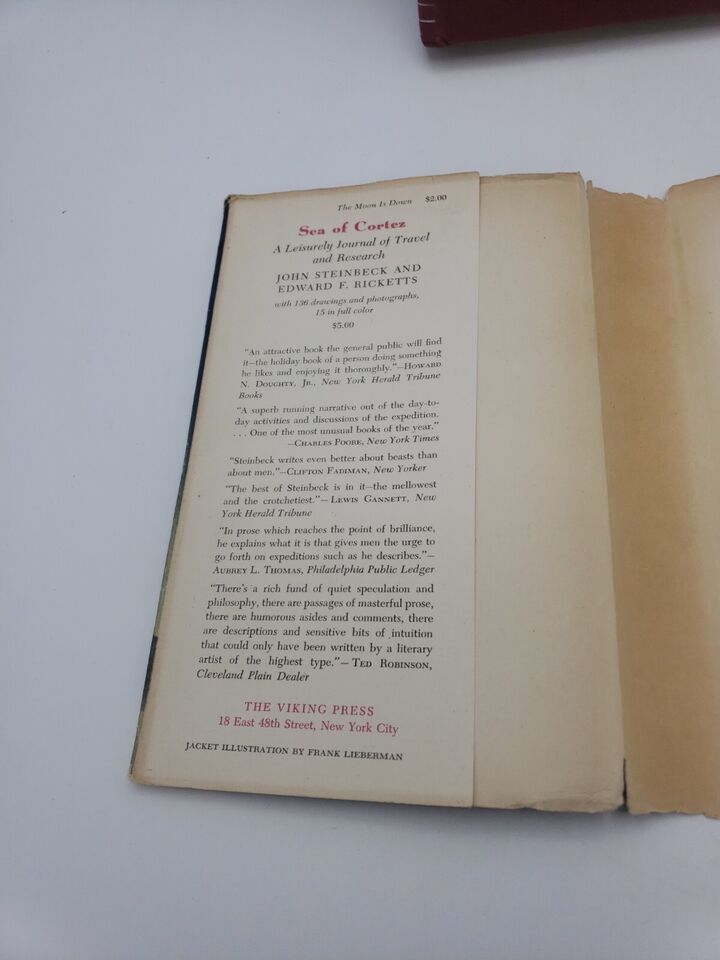 The Moon Is Down $2.00
Sea of Cortez
A Leisurely Journal of Travel
and Research
JOHN STEINBECK AND
EDWARD F. RICKETTS
with 136 drawings and photographs,
15 in full color
$5.00
"An attractive book the general public will find
it—the holiday book of a person doing something
he likes and enjoying it thoroughly."—HOWARD
N. DOUGHTY, JR., New York Herald Tribune
Books
"A superb running narrative out of the day-to-
day activities and discussions of the expedition.
. . . One of the most unusual books of the year."
—CHARLES POORE, New York Times
"Steinbeck writes even better about beasts than
about men."—CLIFTON FADIMAN, New Yorker
"The best of Steinbeck is in it—the mellowest
and the crotchetiest."—LEWIS GANNETT, New
York Herald Tribune
"In prose which reaches the point of brilliance,
he explains what it is that gives men the urge to
go forth on expeditions such as he describes."—
AUBREY L. THOMAS, Philadelphia Public Ledger
"There's a rich fund of quiet speculation and
philosophy, there are passages of masterful prose,
there are humorous asides and comments, there
are descriptions and sensitive bits of intuition
that could only have been written by a literary
artist of the highest type."—TED ROBINSON,
Cleveland Plain Dealer
THE VIKING PRESS
18 East 48th Street, New York City
JACKET ILLUSTRATION BY FRANK LIEBERMAN